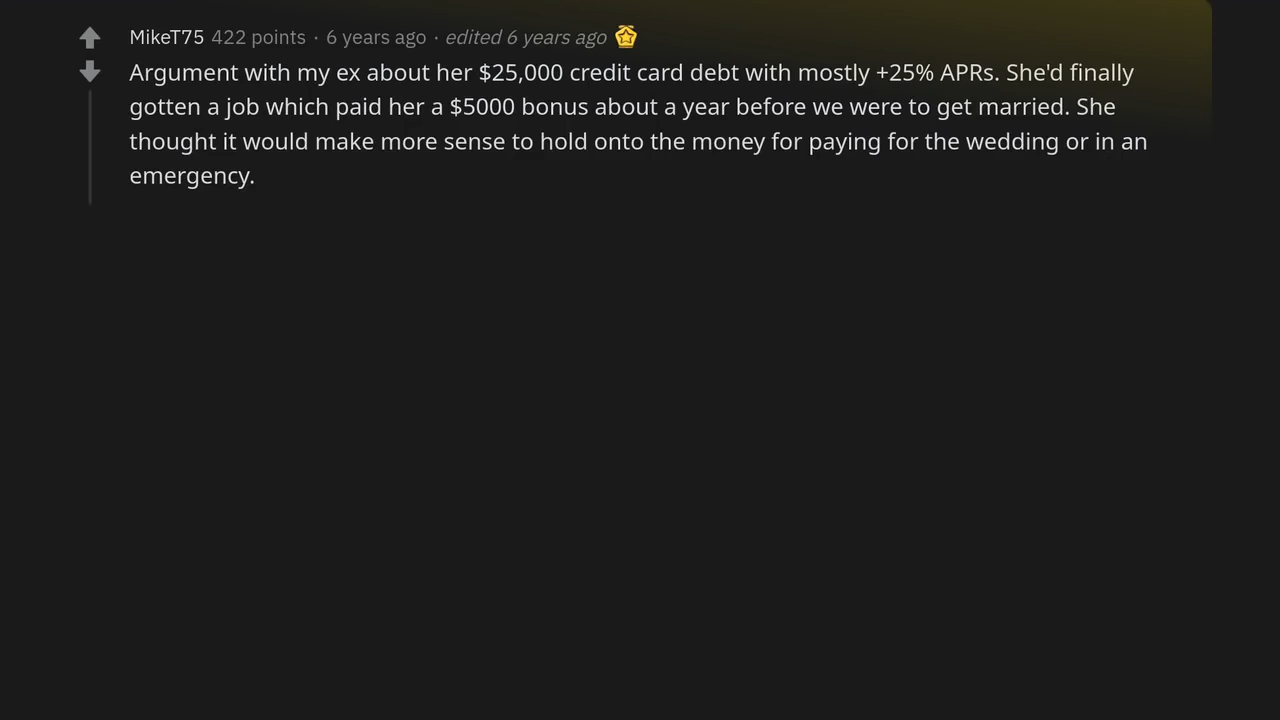 MikeT75 422 points · 6 years ago · edited 6 years ago
Argument with my ex about her $25,000 credit card debt with mostly +25% APRs. She'd finally
gotten a job which paid her a $5000 bonus about a year before we were to get married. She
thought it would make more sense to hold onto the money for paying for the wedding or in an
emergency.